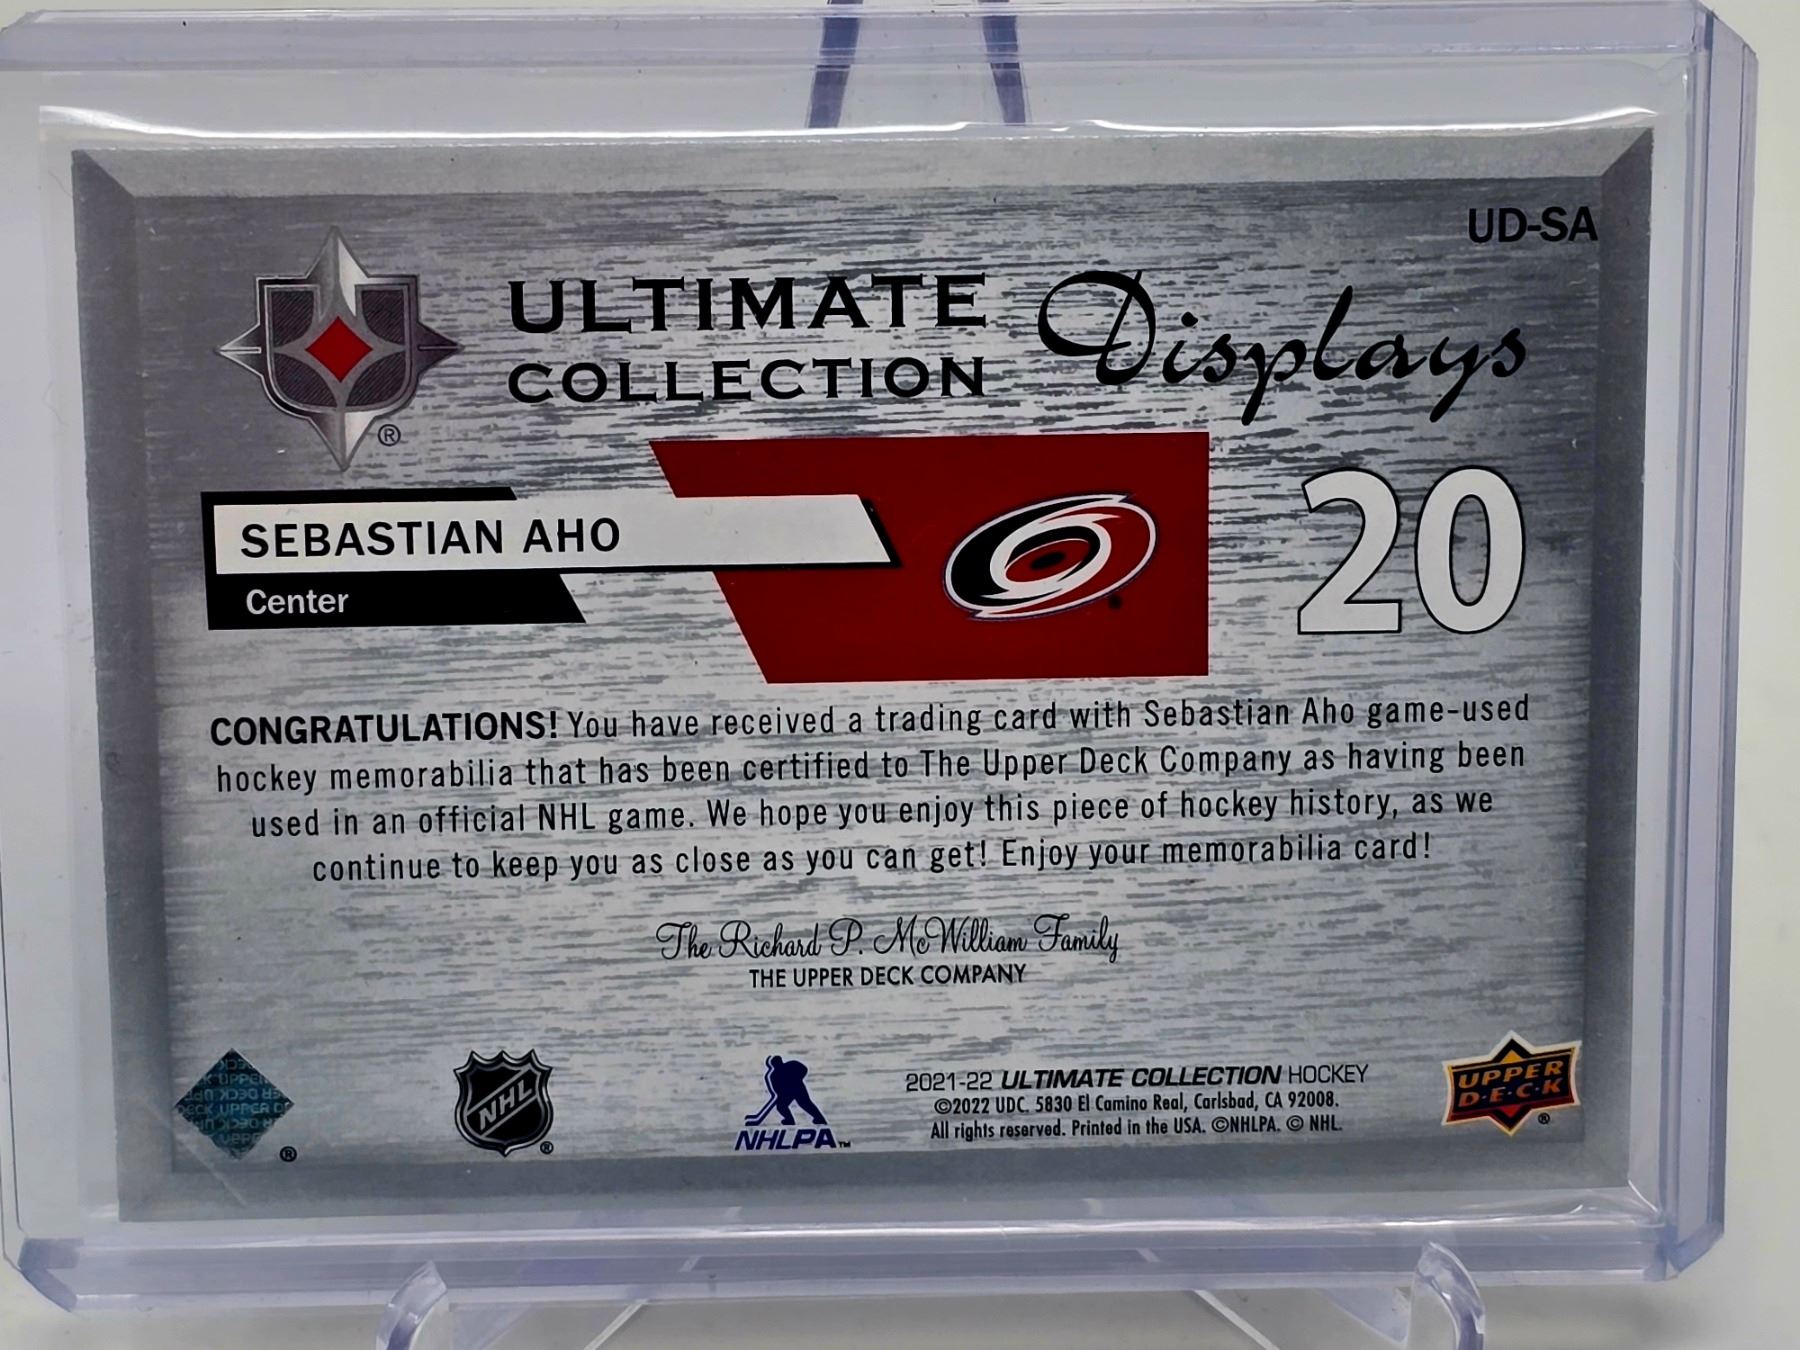 UD-SA
ULTIMATE
COLLECTION
Displays
®
SEBASTIAN AHO
Center
20
CONGRATULATIONS! You have received a trading card with Sebastian Aho game-used
hockey memorabilia that has been certified to The Upper Deck Company as having been
used in an official NHL game. We hope you enjoy this piece of hockey history, as we
continue to keep you as close as you can get! Enjoy your memorabilia card!
The Richard P. McWilliam Family
THE UPPER DECK COMPANY
®
NHL
®
NHLPA™
2021-22 ULTIMATE COLLECTION HOCKEY
©2022 UDC. 5830 El Camino Real, Carlsbad, CA 92008.
All rights reserved. Printed in the USA. ©NHLPA. © NHL.
UPPER
D·E·C·K
®